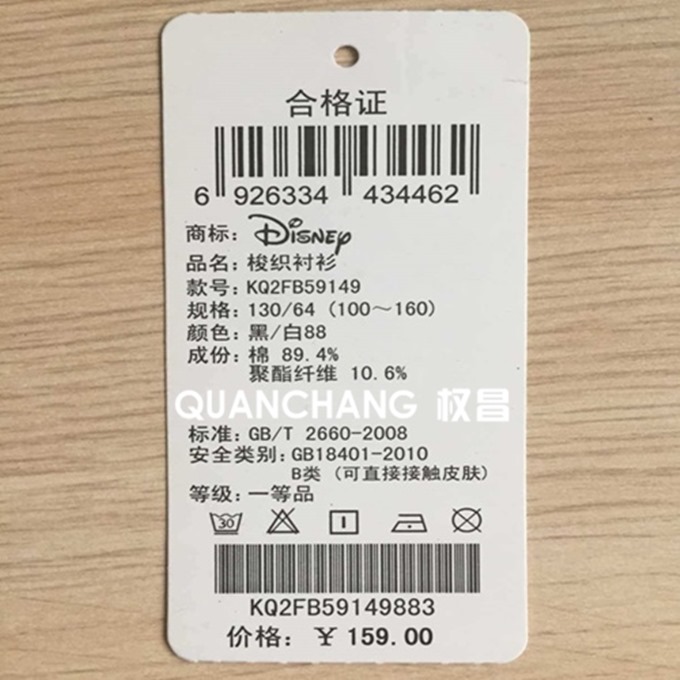 合格证
6 926334 434462
商标：Disney
品名：梭织衬衫
款号：KQ2FB59149
规格：130/64 (100～160)
颜色：黑/白88
成份：棉 89.4%
聚酯纤维 10.6%
QUANCHANG 权昌
标准：GB/T 2660-2008
安全类别：GB18401-2010
B类 (可直接接触皮肤)
等级：一等品
30
KQ2FB59149883
价格：￥159.00